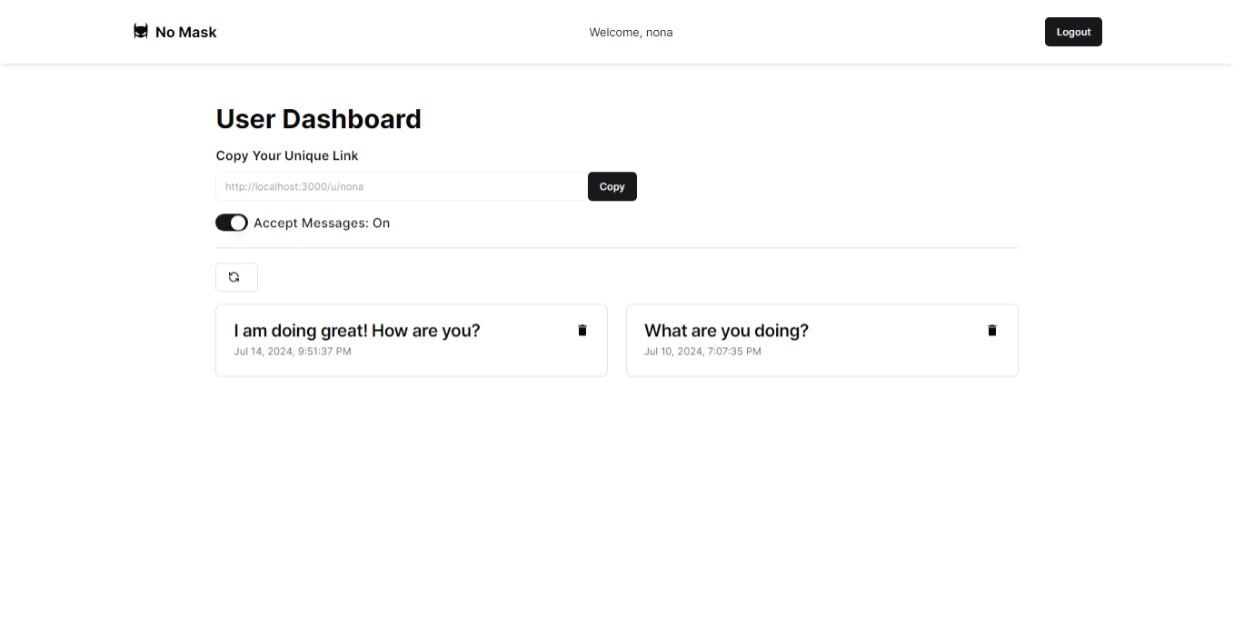 No Mask
Welcome, nona
Logout
User Dashboard
Copy Your Unique Link
http://localhost:3000/u/nona
Copy
Accept Messages: On
I am doing great! How are you?
Jul 14, 2024, 9:51:37 PM
What are you doing?
Jul 10, 2024, 7:07:35 PM